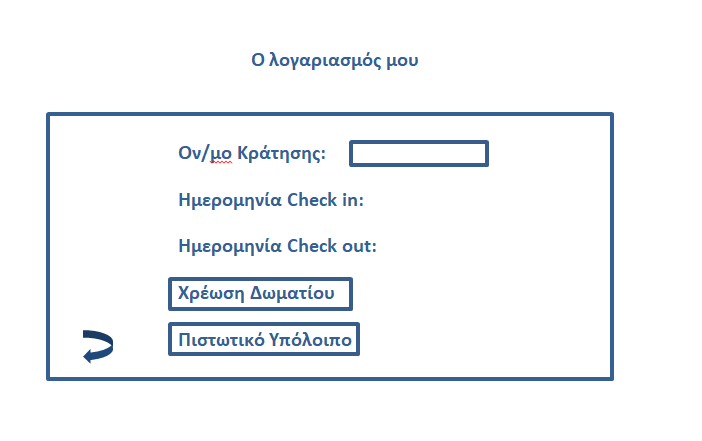 Ο λογαριασμός μου
Ον/μο Κράτησης:
Ημερομηνία Check in:
Ημερομηνία Check out:
Χρέωση Δωματίου
Πιστωτικό Υπόλοιπο